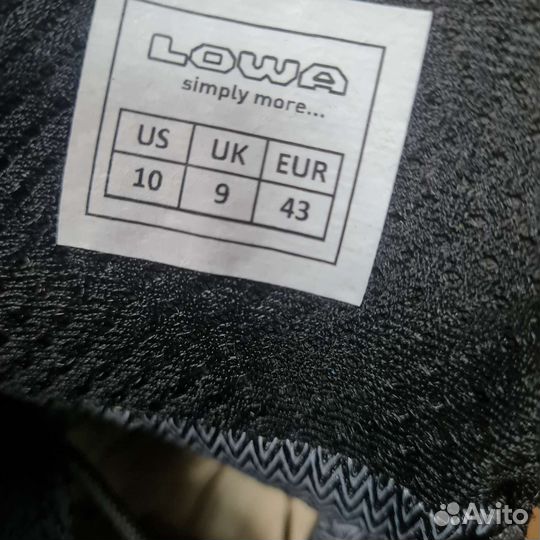 LOWA
simply more...
US UK EUR
10 9 43
Avito